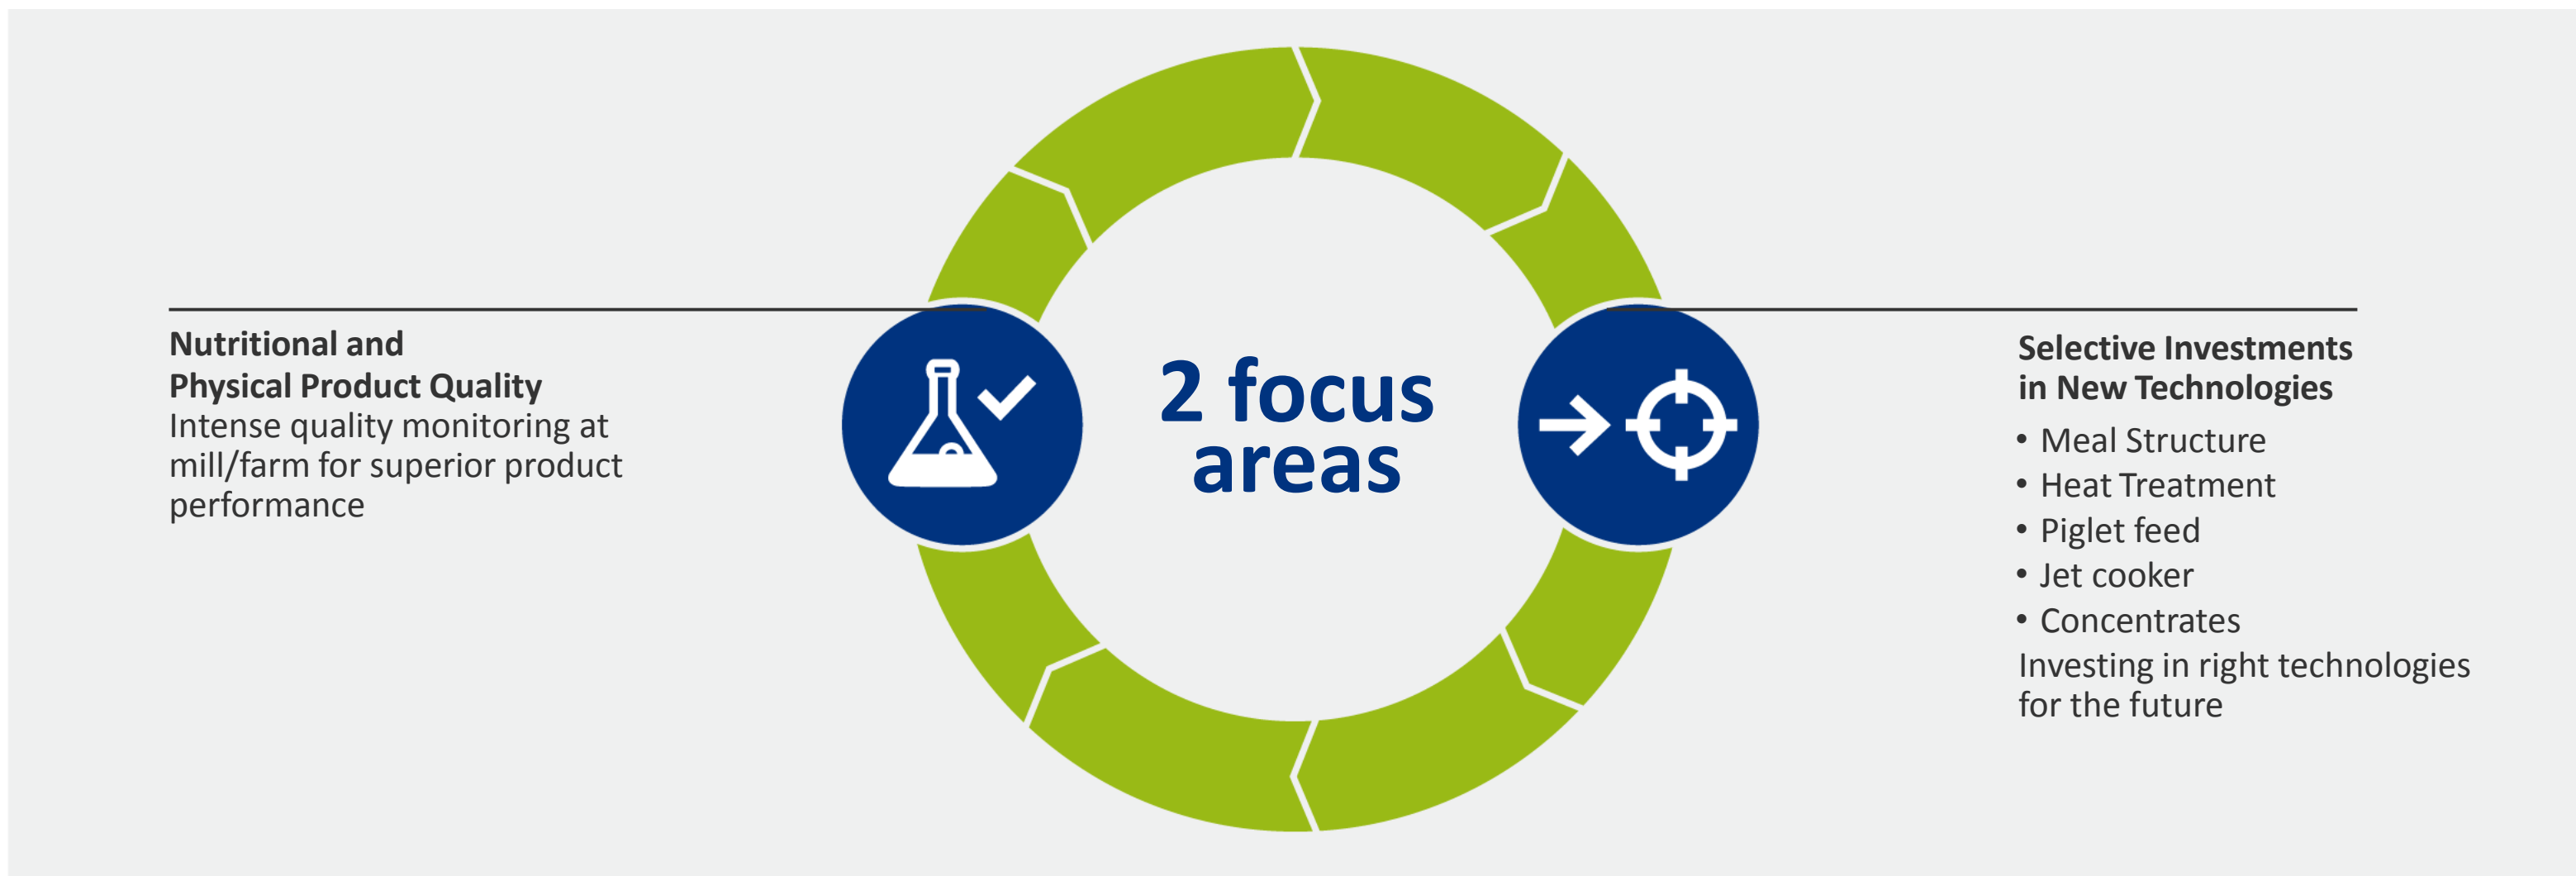 Nutritional and
Physical Product Quality
Intense quality monitoring at
mill/farm for superior product
performance
2 focus
areas
Selective Investments
in New Technologies
• Meal Structure
• Heat Treatment
• Piglet feed
• Jet cooker
• Concentrates
Investing in right technologies
for the future